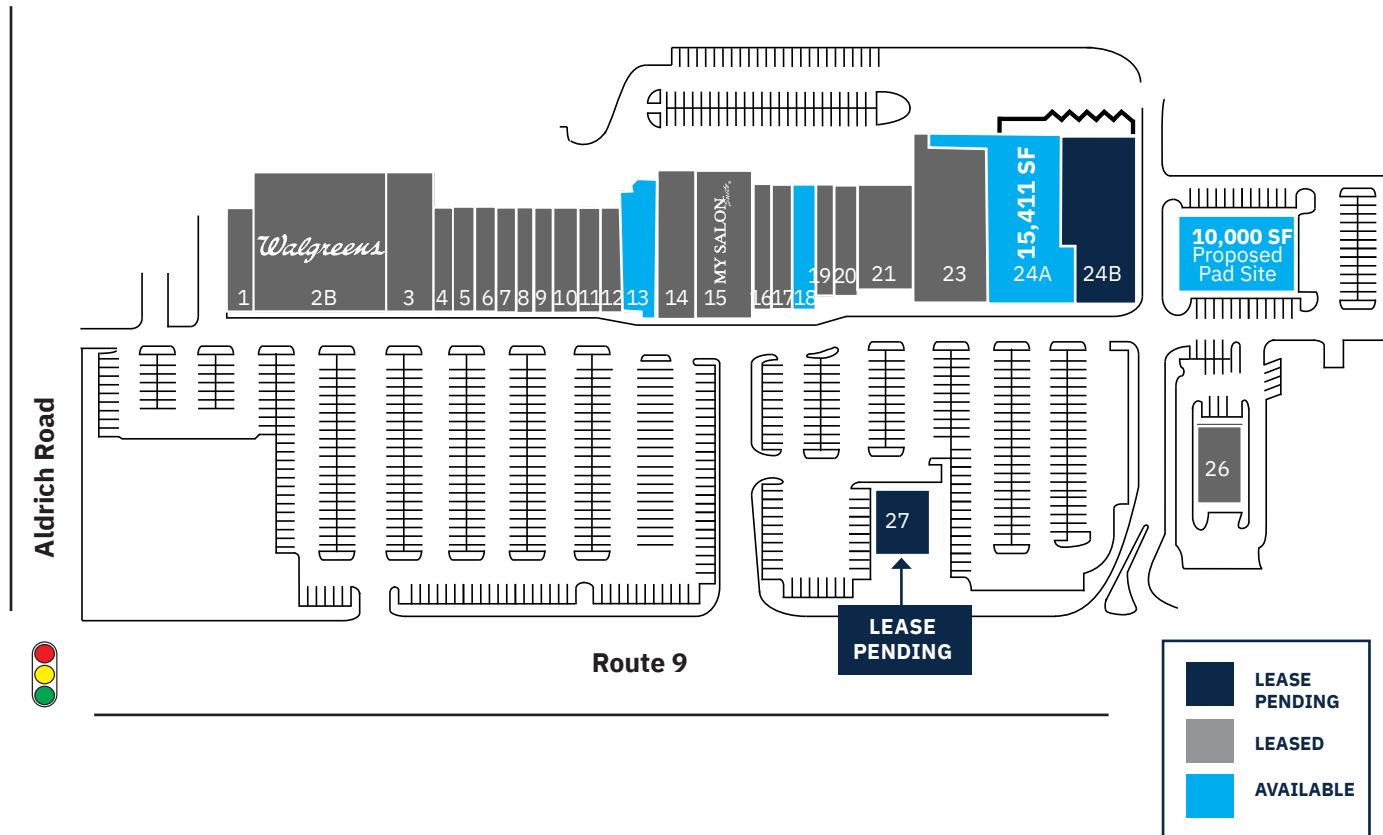 15,411 SF
10,000 SF
Proposed
Pad Site
Walgreens
MY SALON
Suite
1
2B
3
4
5
6
7
8
9
10
11
12
13
14
15
16
17
18
19
20
21
23
24A
24B
26
27
Aldrich Road
LEASE
PENDING
Route 9
LEASE
PENDING
LEASED
AVAILABLE